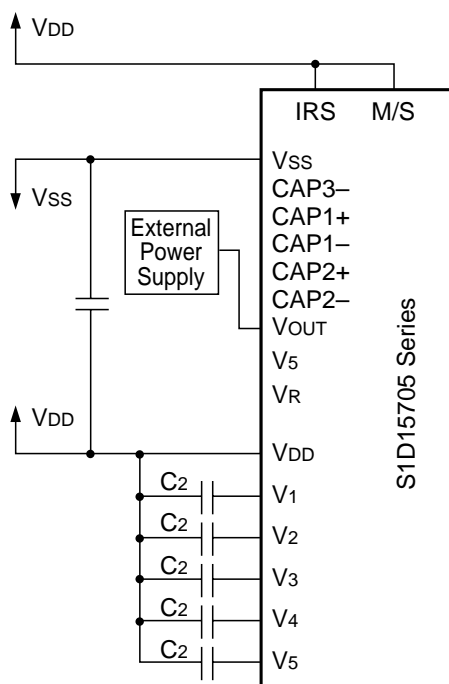 VDD
IRS M/S
VSS
VSS
CAP3–
CAP1+
CAP1–
CAP2+
CAP2–
VOUT
External
Power
Supply
V5
VR
S1D15705 Series
VDD
VDD
C2 V1
C2 V2
C2 V3
C2 V4
C2 V5